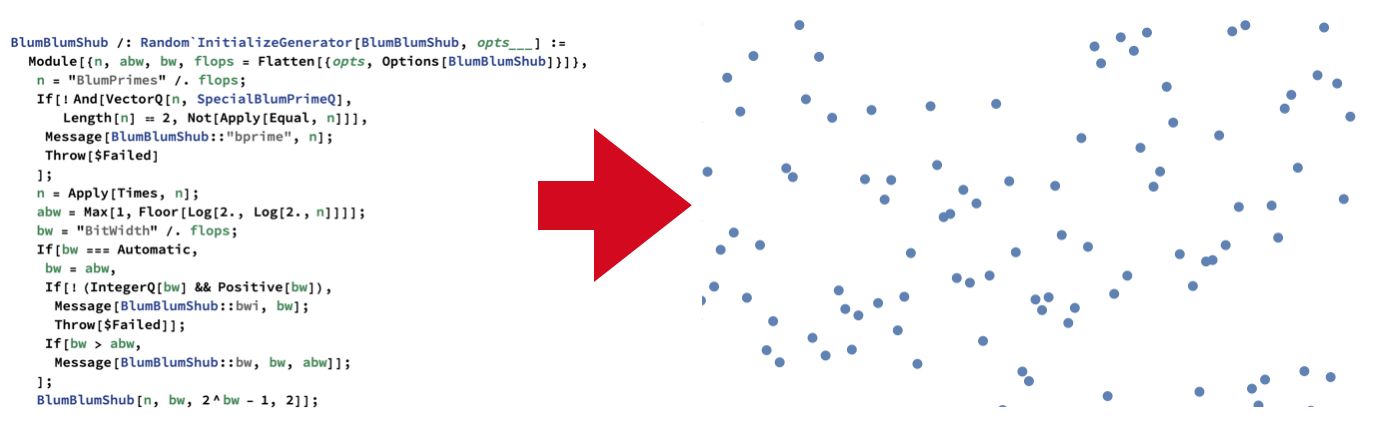 BlumBlumShub /: Random`InitializeGenerator[BlumBlumShub, opts___] :=
Module[{n, abw, bw, flops = Flatten[{opts, Options[BlumBlumShub]}]},
n = "BlumPrimes" /. flops;
If[! And[VectorQ[n, SpecialBlumPrimeQ],
Length[n] == 2, Not[Apply[Equal, n]]],
Message[BlumBlumShub::"bprime", n];
Throw[$Failed]
];
n = Apply[Times, n];
abw = Max[1, Floor[Log[2., Log[2., n]]]];
bw = "BitWidth" /. flops;
If[bw === Automatic,
bw = abw,
If[! (IntegerQ[bw] && Positive[bw]),
Message[BlumBlumShub::bwi, bw];
Throw[$Failed]];
If[bw > abw,
Message[BlumBlumShub::bw, bw, abw]];
];
BlumBlumShub[n, bw, 2^bw - 1, 2]];